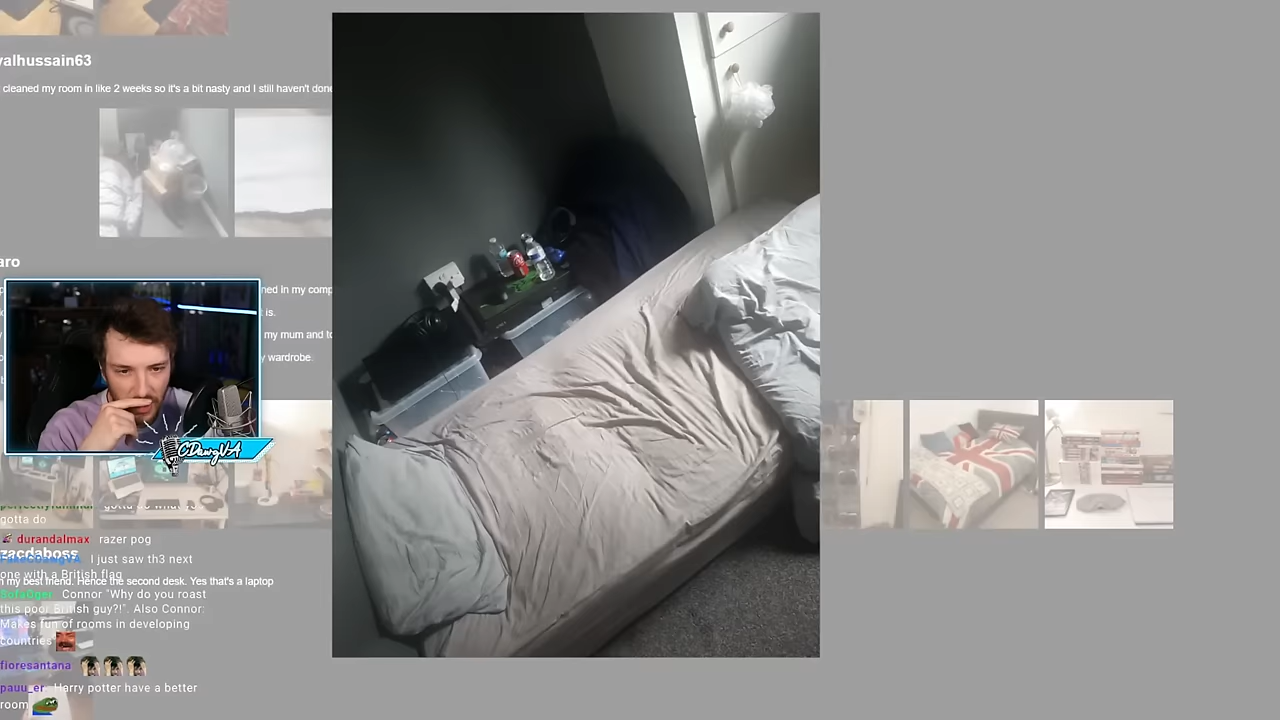 valhussain63
cleaned my room in like 2 weeks so it's a bit nasty and I still haven't done
aro
ned in my comp
is.
my mum and to
wardrobe.
CDawgVA
gotta do
durandalmax razor pog
zacdaboss
I just saw th3 next
one with a British flag
my best friend. Hence the second desk. Yes that's a laptop
SofaOger Connor "Why do you roast
this poor British guy?!". Also Connor:
Makes fun of rooms in developing
countries
fioresantana
pauu_er Harry potter have a better
room